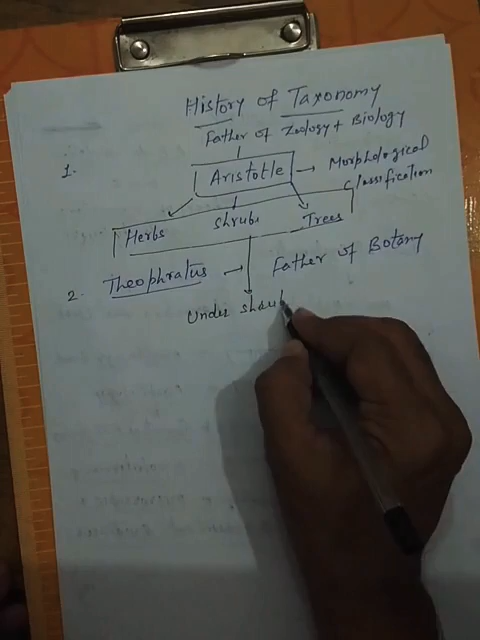 History of Taxonomy
Father of Zoology + Biology
1. Aristotle → Morphological
classification
Herbs shrubs Trees
2. Theophratus → Father of Botany
Under shrub